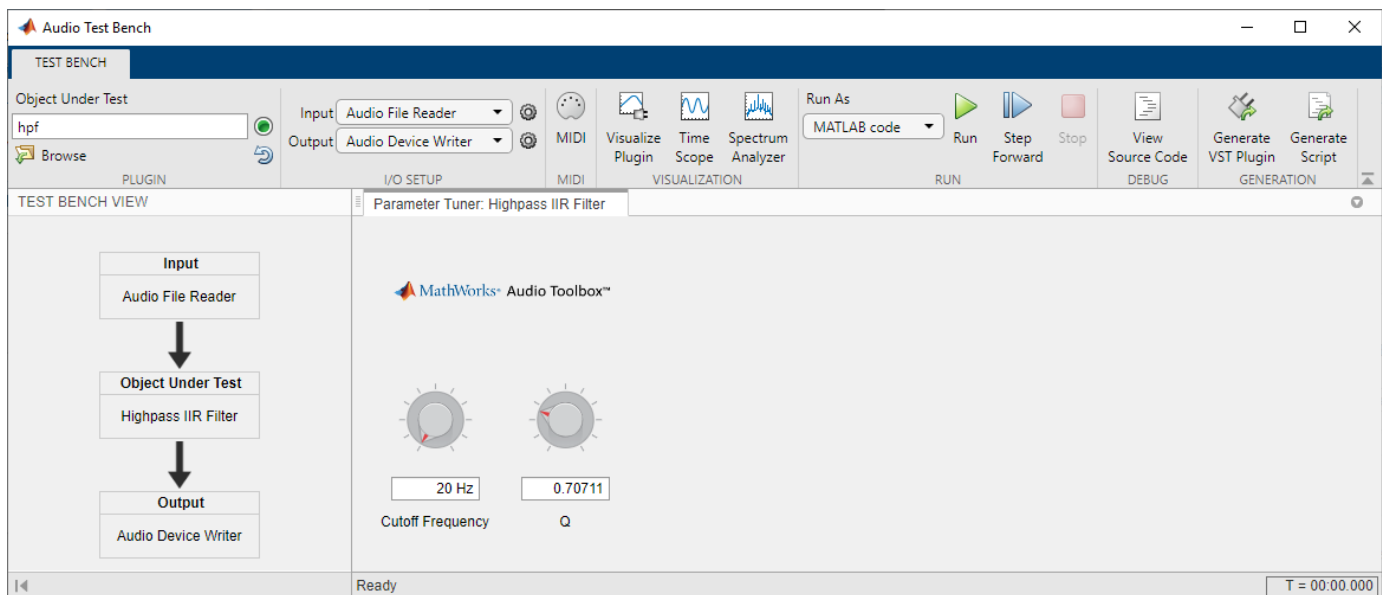 Audio Test Bench
TEST BENCH
Object Under Test
hpf
Browse
PLUGIN
Input Audio File Reader
Output Audio Device Writer
I/O SETUP
MIDI
MIDI
Visualize Plugin
Time Scope
Spectrum Analyzer
VISUALIZATION
Run As
MATLAB code
Run
Step Forward
Stop
RUN
View Source Code
DEBUG
Generate VST Plugin
Generate Script
GENERATION
TEST BENCH VIEW
Input
Audio File Reader
Object Under Test
Highpass IIR Filter
Output
Audio Device Writer
Parameter Tuner: Highpass IIR Filter
MathWorks® Audio Toolbox™
20 Hz
0.70711
Cutoff Frequency
Q
Ready
T = 00:00.000